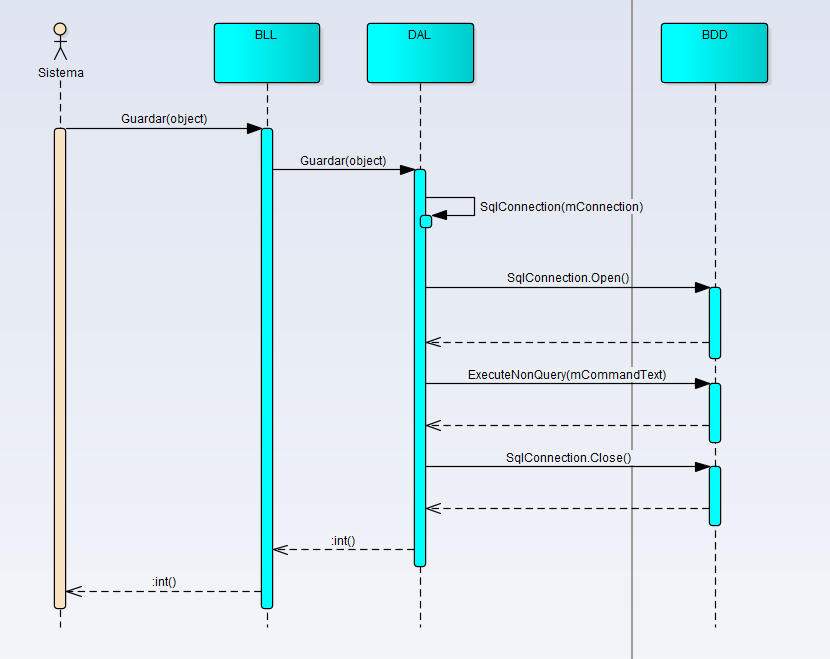 BLL
DAL
BDD
Sistema
Guardar(object)
Guardar(object)
SqlConnection(mConnection)
SqlConnection.Open()
ExecuteNonQuery(mCommandText)
SqlConnection.Close()
:int()
:int()